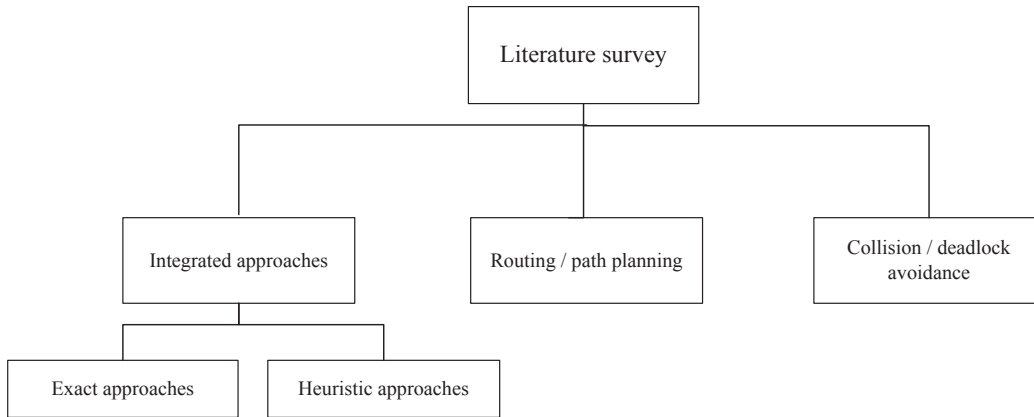 Literature survey
Integrated approaches
Routing / path planning
Collision / deadlock
avoidance
Exact approaches
Heuristic approaches